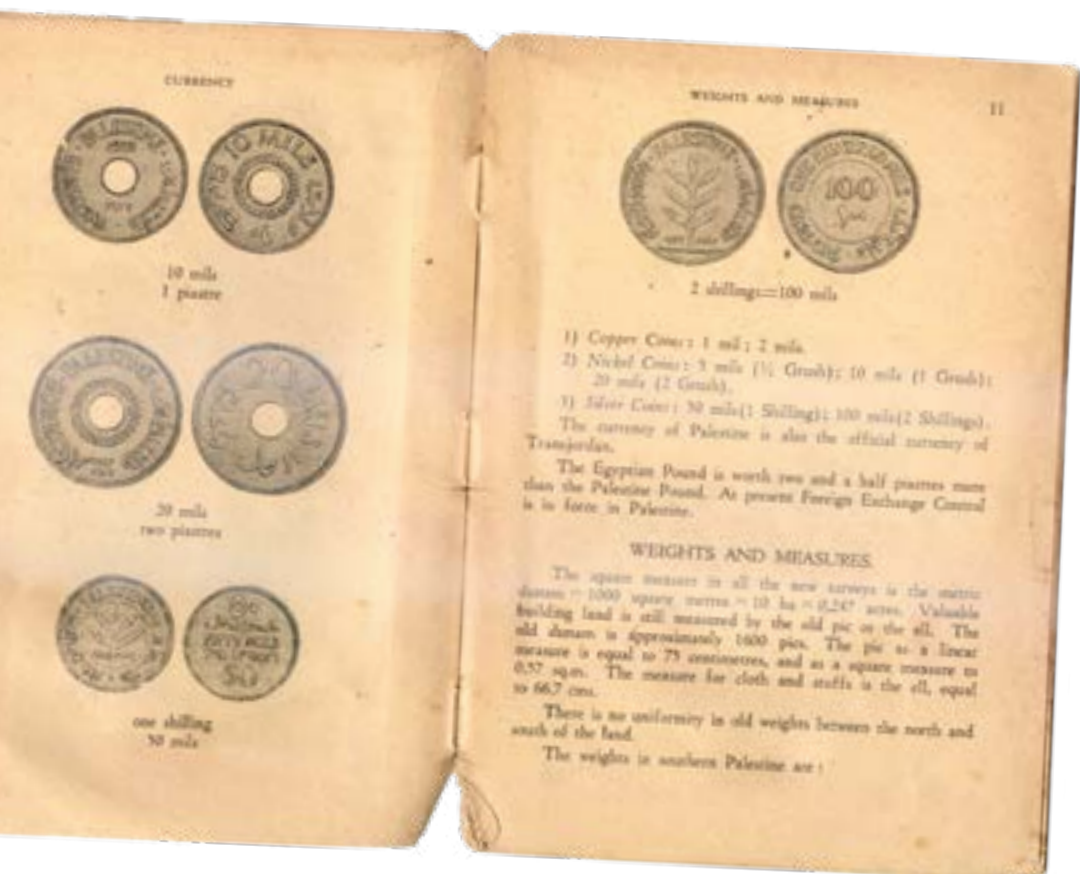 CURRENCY
PALESTINE
10 MILS
10 mils
1 piastre
PALESTINE
20 mils
two piastres
PALESTINE
FIFTY MILS
one shilling
50 mils
WEIGHTS AND MEASURES
11
PALESTINE
100
2 shillings=100 mils
1) Copper Coins: 1 mil; 2 mils.
2) Nickel Coins: 5 mils (½ Grush); 10 mils (1 Grush);
20 mils (2 Grush).
3) Silver Coins: 50 mils (1 Shilling); 100 mils (2 Shillings).
The currency of Palestine is also the official currency of
Transjordan.
The Egyptian Pound is worth two and a half piastres more
than the Palestine Pound. At present Foreign Exchange Control
is in force in Palestine.
WEIGHTS AND MEASURES.
The square measure in all the new surveys is the metric
dunam = 1000 square metres = 10 ha = 0,247 acres. Valuable
building land is still measured by the old pic or the ell. The
old dunam is approximately 1600 pics. The pic as a linear
measure is equal to 75 centimetres, and as a square measure to
0,57 sq.m. The measure for cloth and stuffs is the ell, equal
to 66.7 cms.
There is no uniformity in old weights between the north and
south of the land.
The weights in southern Palestine are: